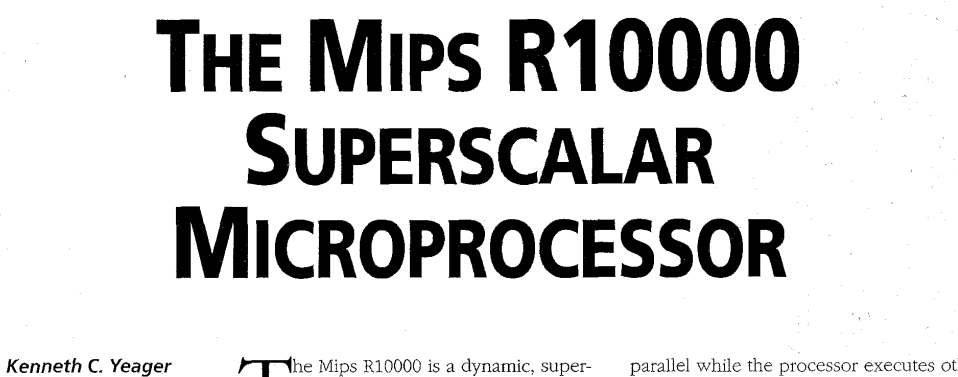 THE MIPS R10000
SUPERSCALAR
MICROPROCESSOR
Kenneth C. Yeager
The Mips R10000 is a dynamic, super-
parallel while the processor executes